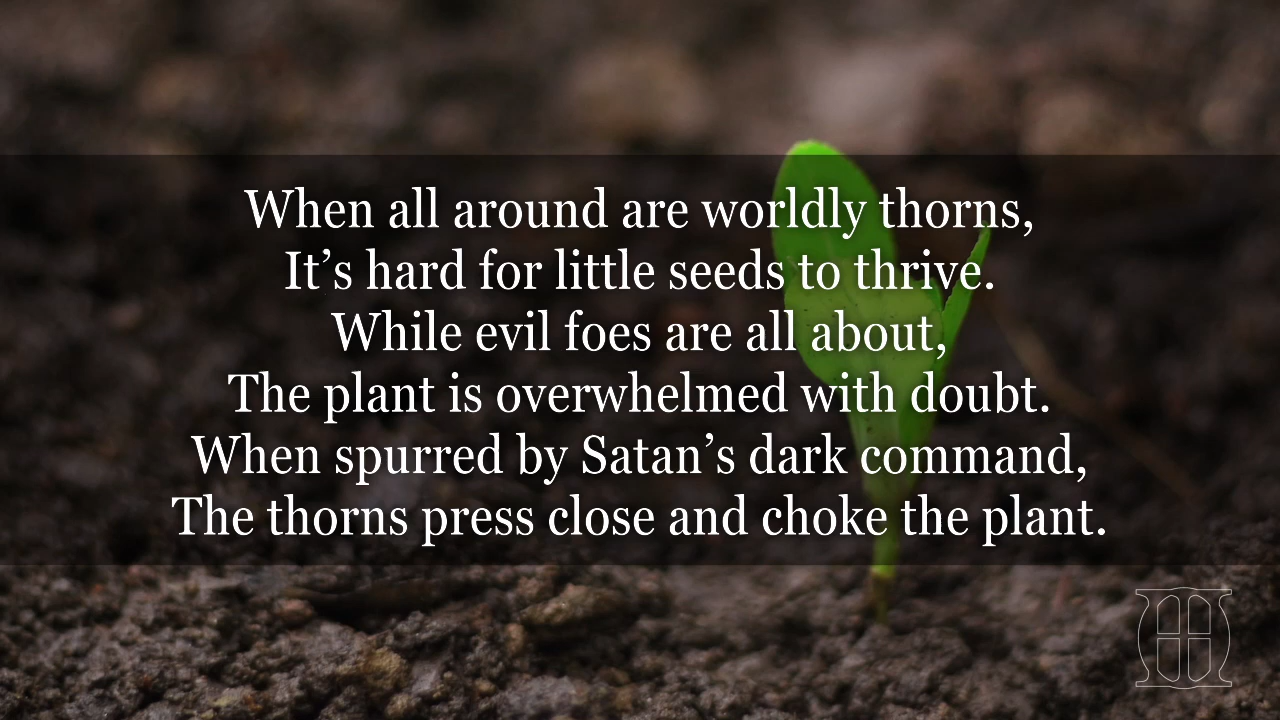 When all around are worldly thorns,
It’s hard for little seeds to thrive.
While evil foes are all about,
The plant is overwhelmed with doubt.
When spurred by Satan’s dark command,
The thorns press close and choke the plant.